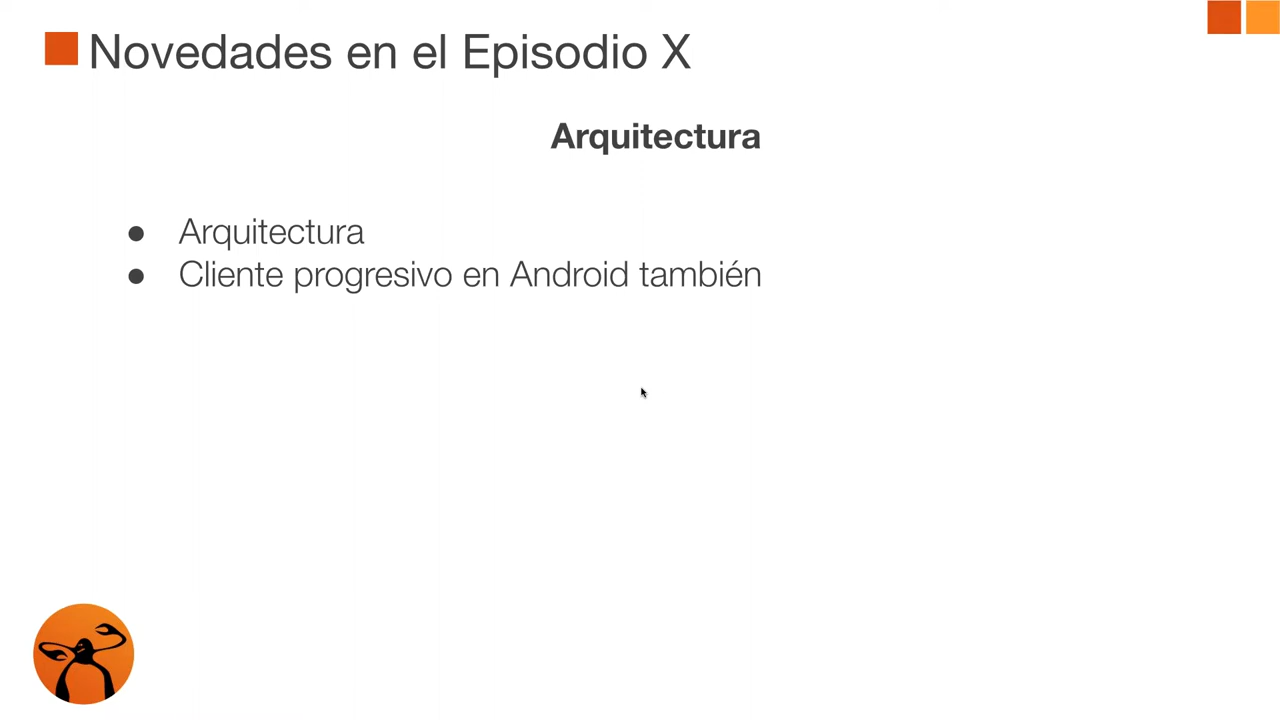 Novedades en el Episodio X
Arquitectura
● Arquitectura
● Cliente progresivo en Android también